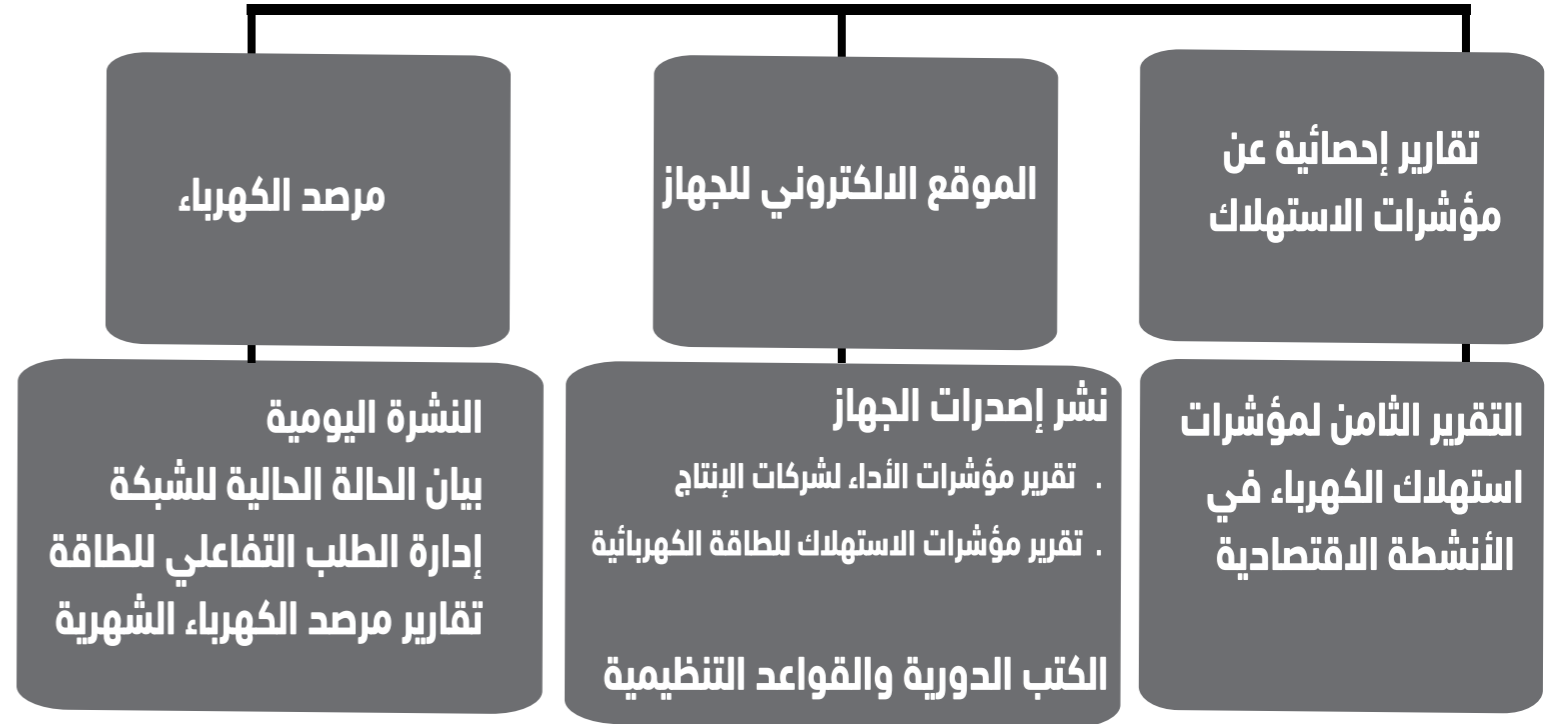 تقارير إحصائية عن
مؤشرات الاستهلاك
الموقع الالكتروني للجهاز
مرصد الكهرباء
التقرير الثامن لمؤشرات
استهلاك الكهرباء في
الأنشطة الاقتصادية
نشر إصدرات الجهاز
. تقرير مؤشرات الأداء لشركات الإنتاج
. تقرير مؤشرات الاستهلاك للطاقة الكهربائية
الكتب الدورية والقواعد التنظيمية
النشرة اليومية
بيان الحالة الحالية للشبكة
إدارة الطلب التفاعلي للطاقة
تقارير مرصد الكهرباء الشهرية